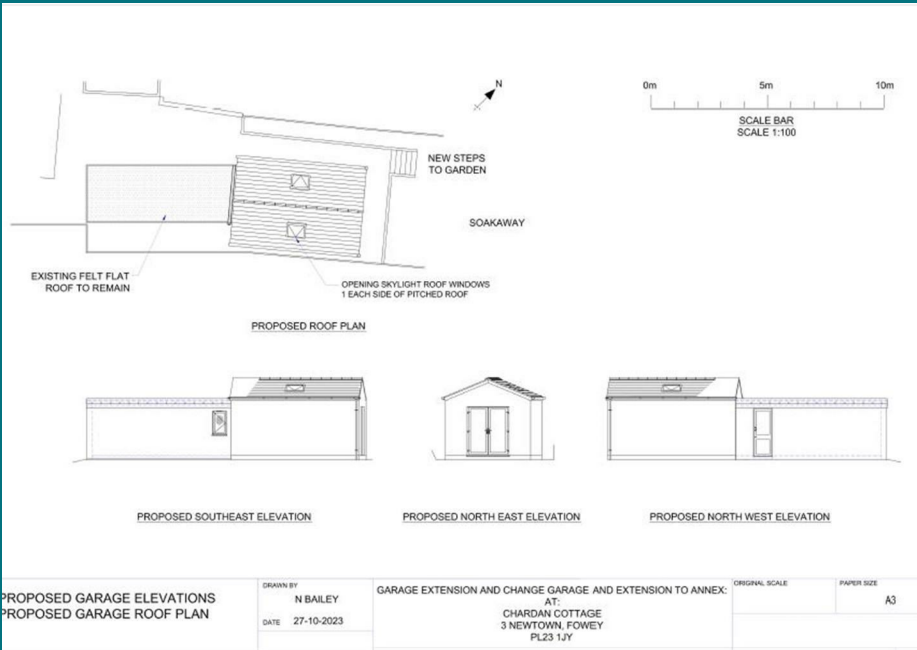 N
0m 5m 10m
SCALE BAR
SCALE 1:100
NEW STEPS
TO GARDEN
SOAKAWAY
EXISTING FELT FLAT
ROOF TO REMAIN
OPENING SKYLIGHT ROOF WINDOWS
1 EACH SIDE OF PITCHED ROOF
PROPOSED ROOF PLAN
PROPOSED SOUTHEAST ELEVATION
PROPOSED NORTH EAST ELEVATION
PROPOSED NORTH WEST ELEVATION
PROPOSED GARAGE ELEVATIONS
PROPOSED GARAGE ROOF PLAN
DRAWN BY
N BAILEY
DATE 27-10-2023
GARAGE EXTENSION AND CHANGE GARAGE AND EXTENSION TO ANNEX:
AT:
CHARDAN COTTAGE
3 NEWTOWN, FOWEY
PL23 1JY
ORIGINAL SCALE
PAPER SIZE
A3